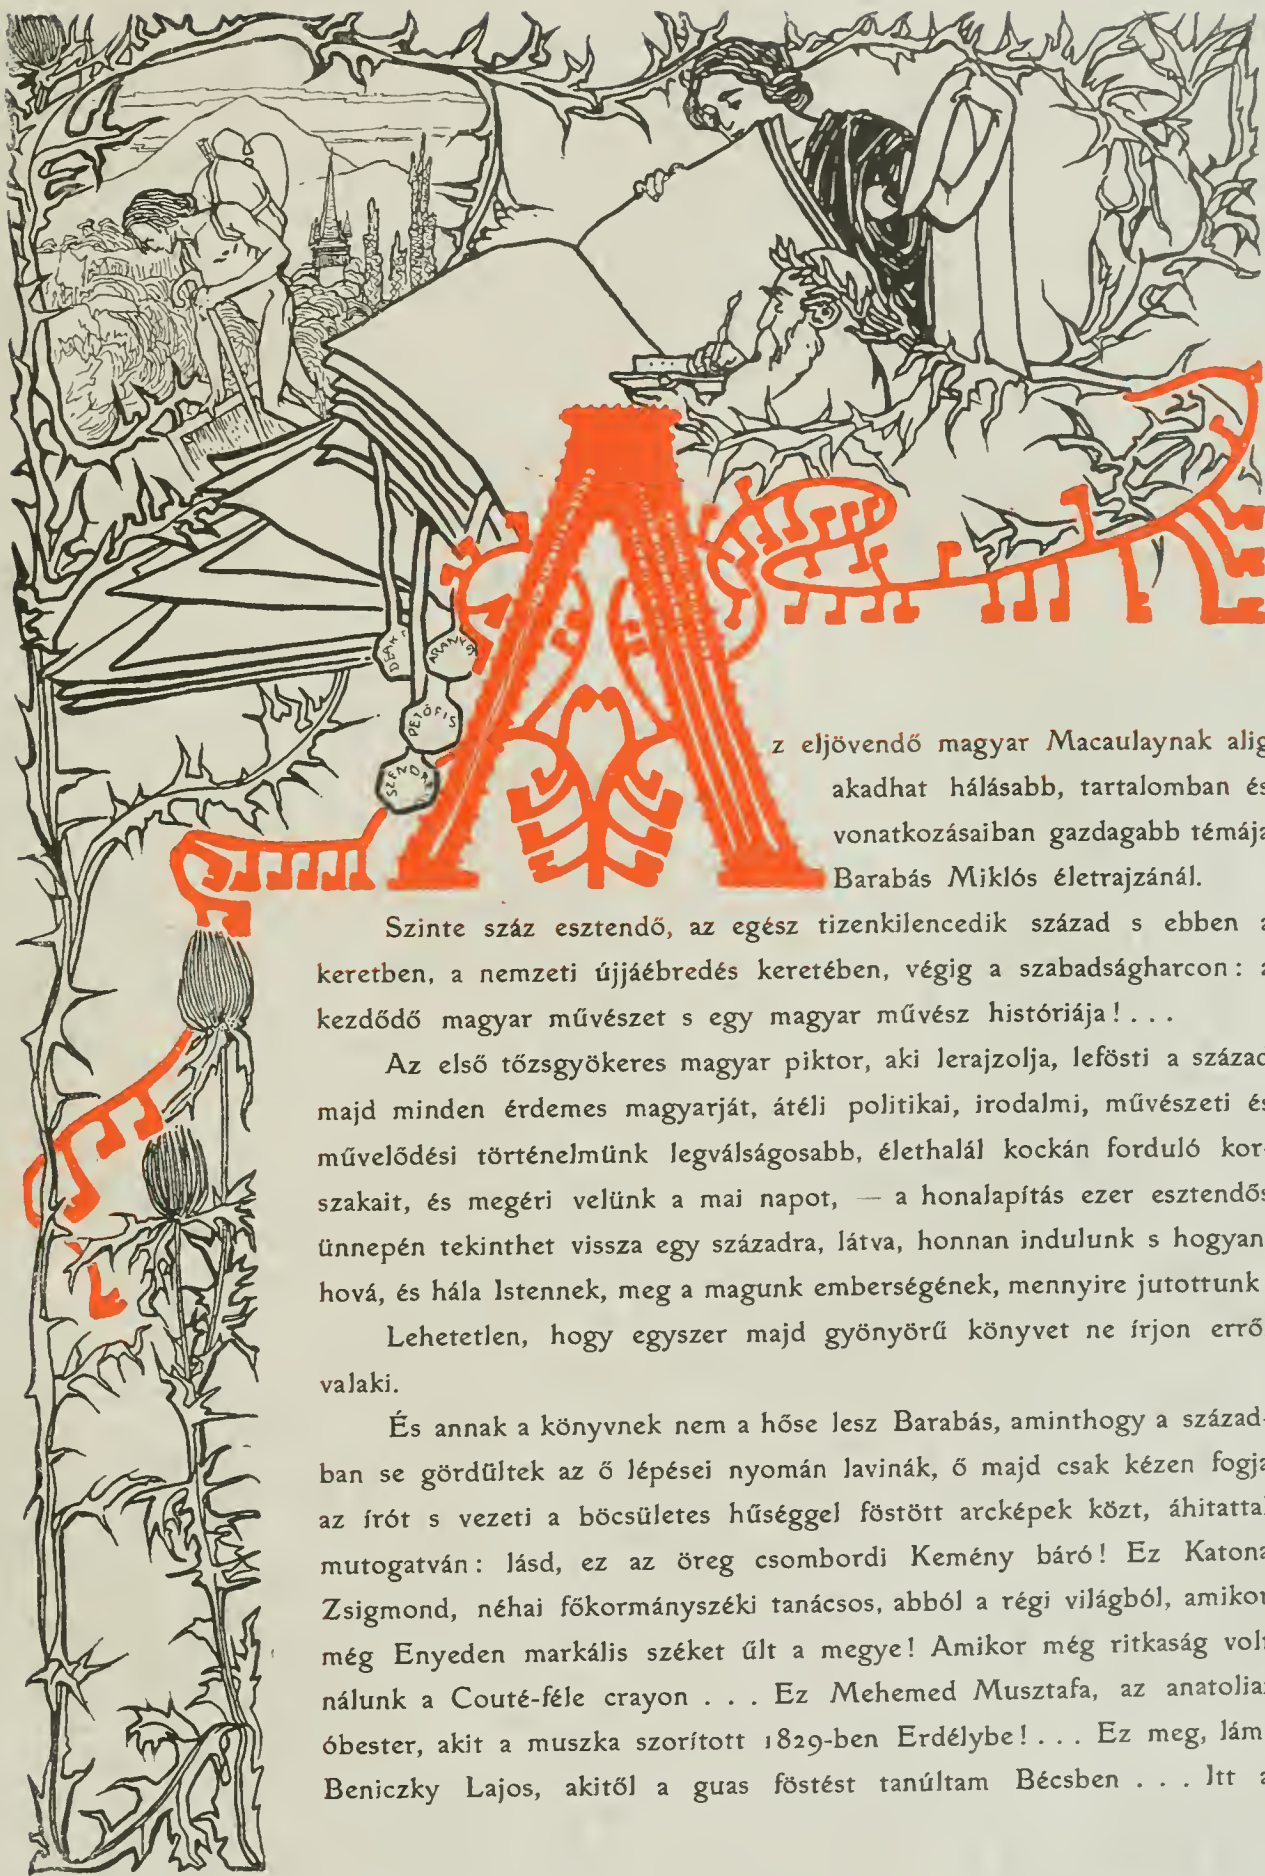 DEÁK
ARANY
PETŐFI S
SZENDRE
Az eljövendő magyar Macaulaynak alig
akadhat hálásabb, tartalomban és
vonatkozásaiban gazdagabb témája
Barabás Miklós életrajzánál.
Szinte száz esztendő, az egész tizenkilencedik század s ebben a
keretben, a nemzeti újjáébredés keretében, végig a szabadságharcon: a
kezdődő magyar művészet s egy magyar művész históriája! . . .
Az első tőzsgyökeres magyar piktor, aki lerajzolja, lefösti a század
majd minden érdemes magyarját, átéli politikai, irodalmi, művészeti és
művelődési történelmünk legválságosabb, élethalál kockán forduló kor-
szakait, és megéri velünk a mai napot, — a honalapítás ezer esztendős
ünnepén tekinthet vissza egy századra, látva, honnan indulunk s hogyan
hová, és hála Istennek, meg a magunk emberségének, mennyire jutottunk
Lehetetlen, hogy egyszer majd gyönyörű könyvet ne írjon erről
valaki.
És annak a könyvnek nem a hőse lesz Barabás, aminthogy a század-
ban se gördültek az ő lépései nyomán lavinák, ő majd csak kézen fogja
az írót s vezeti a böcsületes hűséggel föstött arcképek közt, áhitattal
mutogatván: lásd, ez az öreg csombordi Kemény báró! Ez Katona
Zsigmond, néhai főkormányszéki tanácsos, abból a régi világból, amikor
még Enyeden markális széket űlt a megye! Amikor még ritkaság volt
nálunk a Couté-féle crayon . . . Ez Mehemed Musztafa, az anatoliai
óbester, akit a muszka szorított 1829-ben Erdélybe! . . . Ez meg, lám
Beniczky Lajos, akitől a guas föstést tanúltam Bécsben . . . Itt a